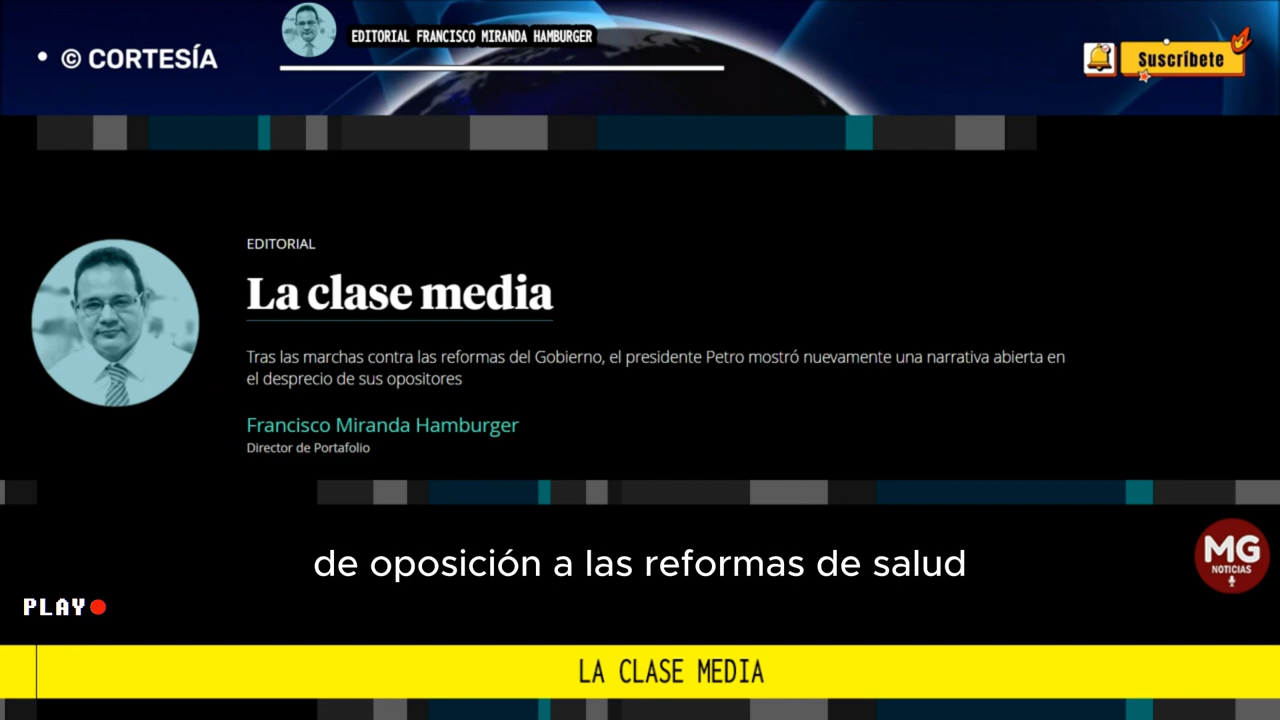 • © CORTESÍA
EDITORIAL FRANCISCO MIRANDA HAMBURGER
Suscríbete
EDITORIAL
La clase media
Tras las marchas contra las reformas del Gobierno, el presidente Petro mostró nuevamente una narrativa abierta en
el desprecio de sus opositores
Francisco Miranda Hamburger
Director de Portafolio
de oposición a las reformas de salud
MG
NOTICIAS
PLAY
LA CLASE MEDIA